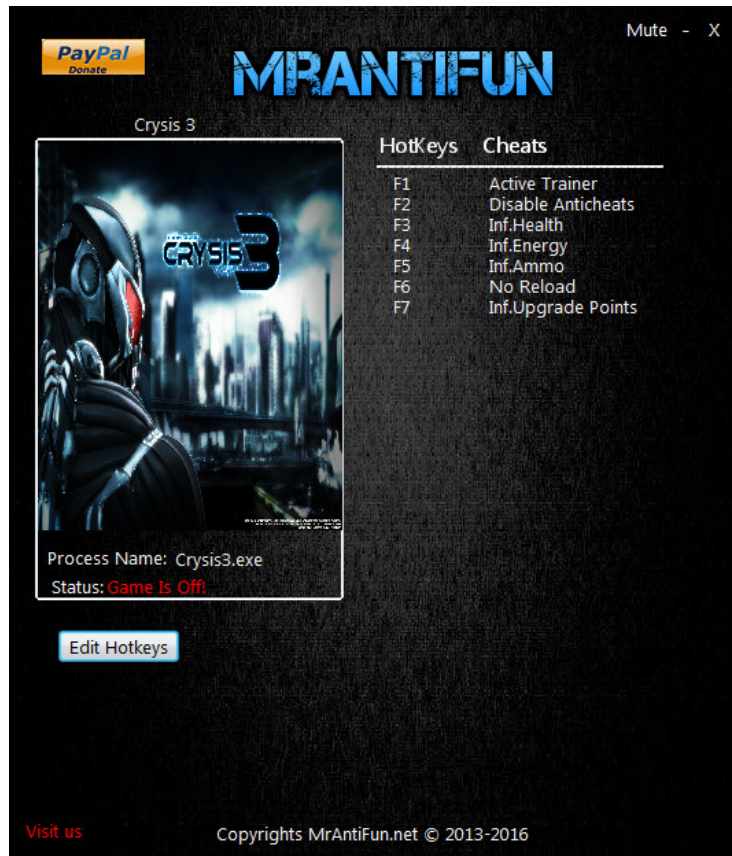 Mute - X
PayPal
Donate
MRANTIFUN
Crysis 3
HotKeys Cheats
F1 Active Trainer
F2 Disable Anticheats
F3 Inf.Health
F4 Inf.Energy
F5 Inf.Ammo
F6 No Reload
F7 Inf.Upgrade Points
CRYSIS 3
Process Name: Crysis3.exe
Status: Game Is Off!
Edit Hotkeys
Visit us
Copyrights MrAntiFun.net © 2013-2016